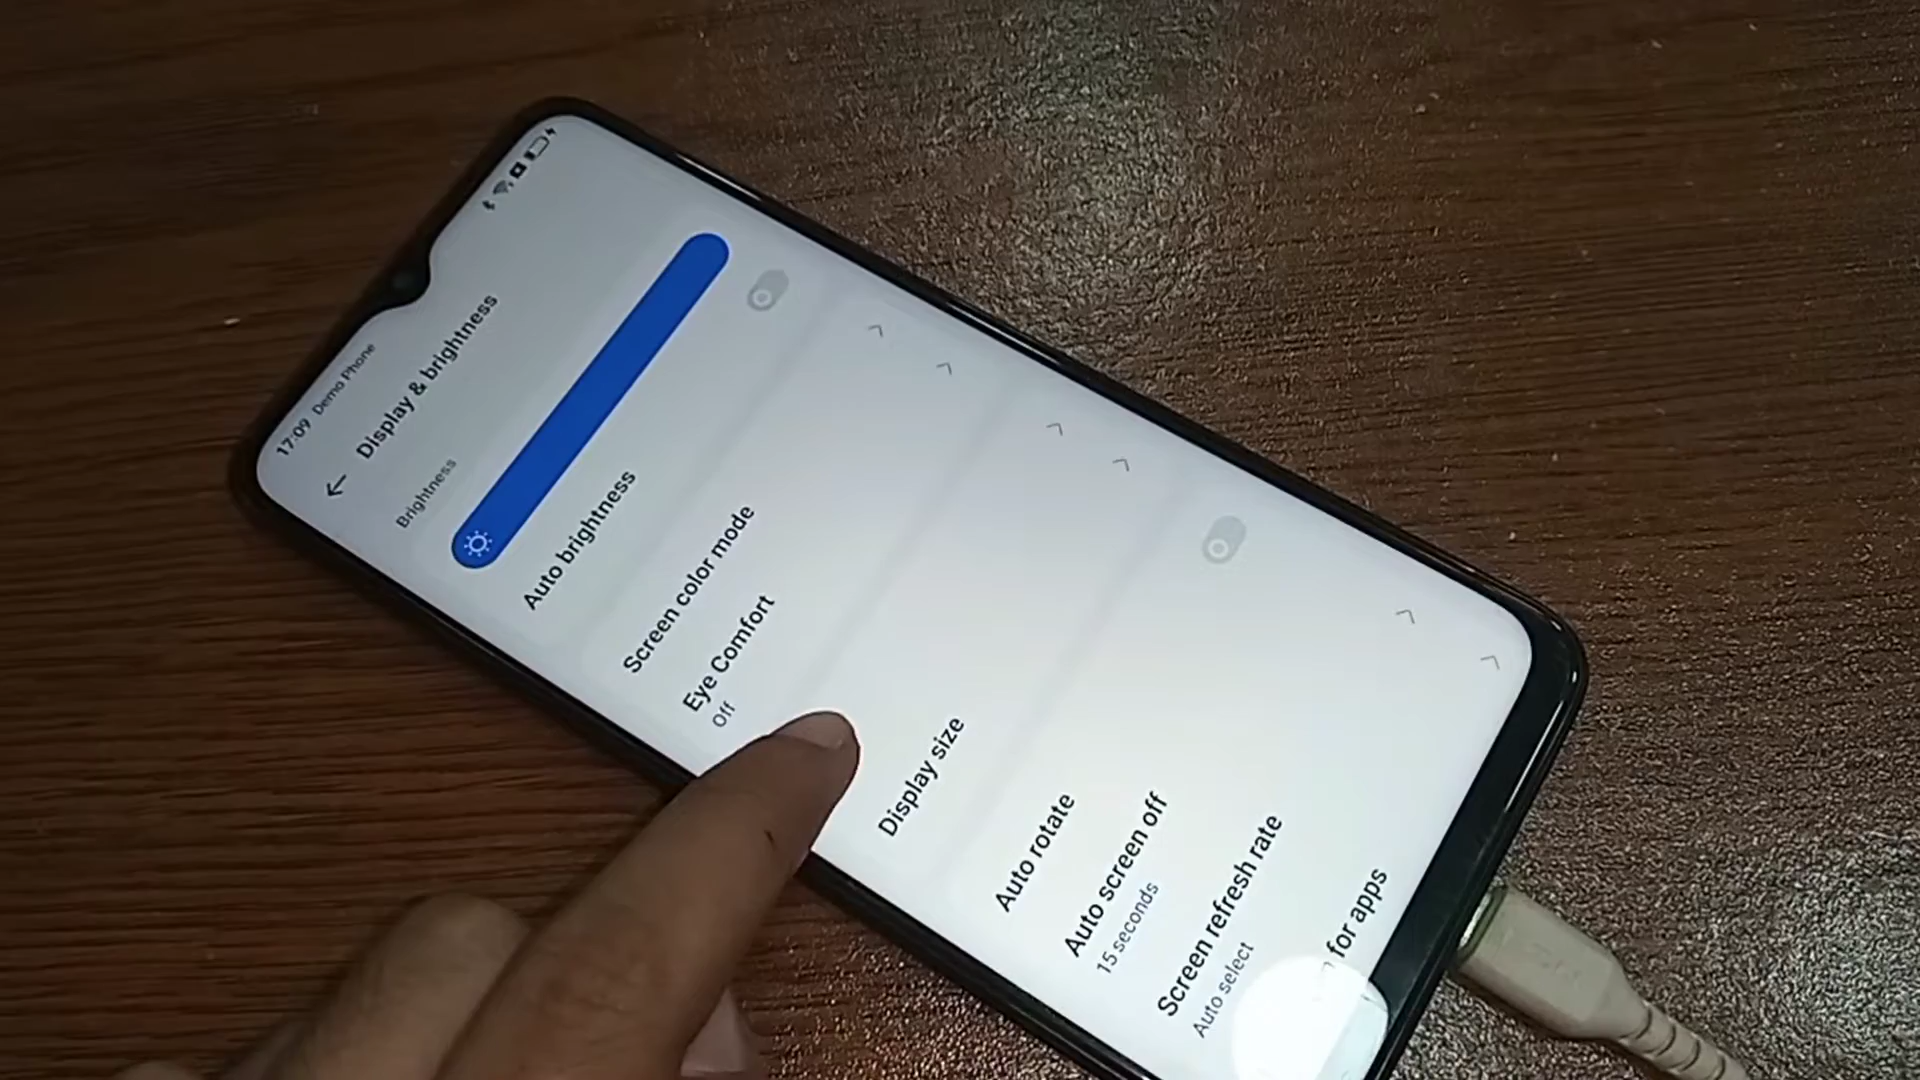 17:09 Demo Phone
Display & brightness
Brightness
Auto brightness
Screen color mode
Eye Comfort
Off
Display size
Auto rotate
Auto screen off
15 seconds
Screen refresh rate
Auto select
for apps